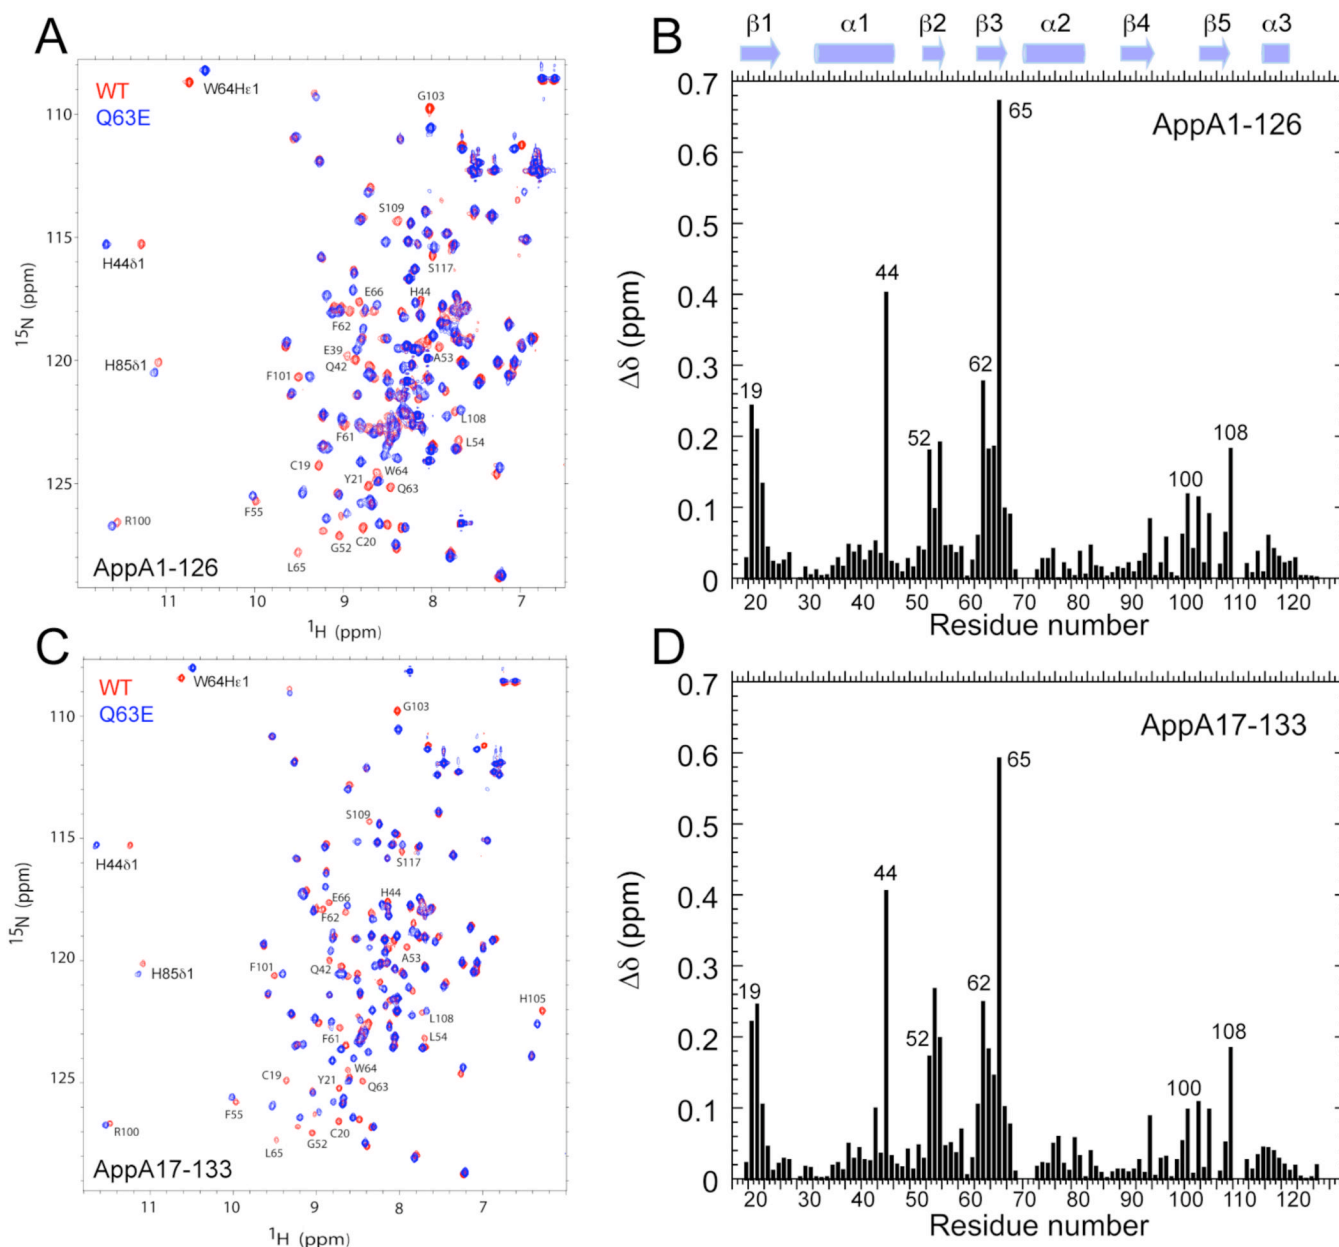 A
WT
Q63E
W64Hε1
G103
110
S109
115
H44δ1
S117
E66
H44
F62
¹⁵N (ppm)
H85δ1
E39
Q42
A53
120
F101
L108
F61
L54
C19
W64
Y21
Q63
125
F55
R100
G52
C20
L65
AppA1-126
11 10 9 8 7
¹H (ppm)
B
β1 α1 β2 β3 α2 β4 β5 α3
AppA1-126
0.7
0.6
0.5
0.4
0.3
0.2
0.1
0
Δδ (ppm)
19
44
52
62
65
100
108
20 30 40 50 60 70 80 90 100 110 120
Residue number
C
WT
Q63E
W64Hε1
G103
110
S109
115
H44δ1
S117
E66
H44
F62
¹⁵N (ppm)
A53
120
H85δ1
F101
Q42
H105
L108
F61
L54
C19
W64
Y21
Q63
125
F55
R100
C20
G52
L65
AppA17-133
11 10 9 8 7
¹H (ppm)
D
AppA17-133
0.7
0.6
0.5
0.4
0.3
0.2
0.1
0
Δδ (ppm)
19
44
52
62
65
100
108
20 30 40 50 60 70 80 90 100 110 120
Residue number